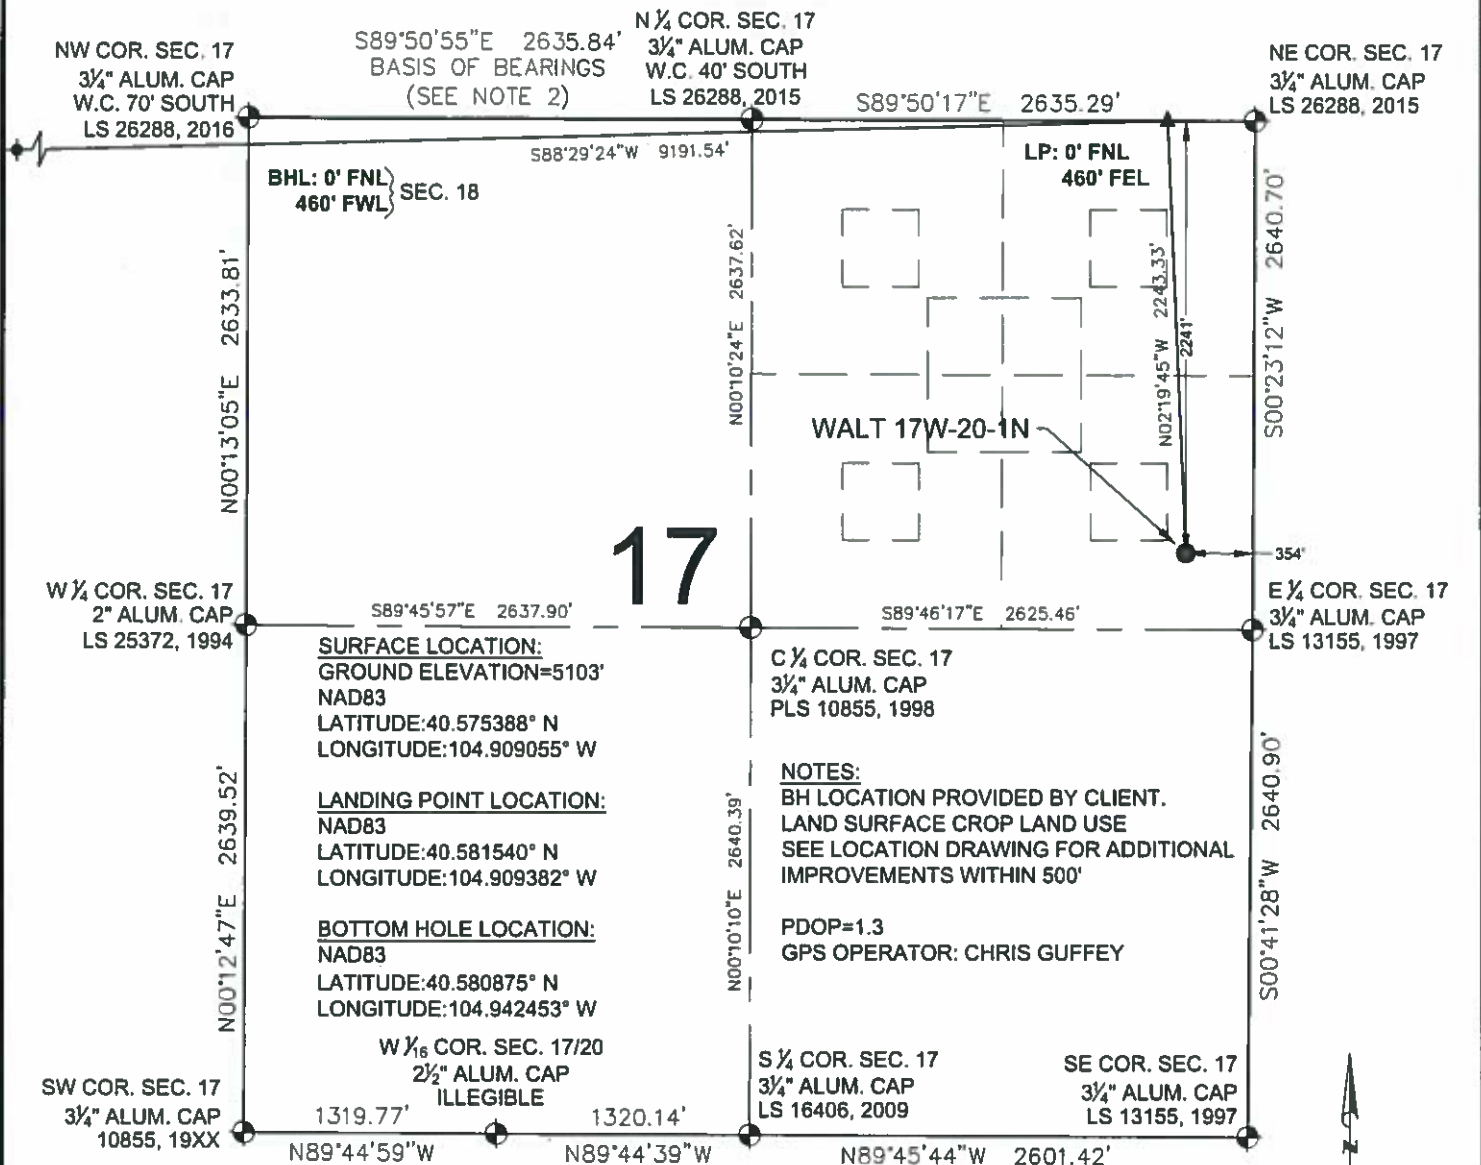 NW COR. SEC. 17
3¼" ALUM. CAP
W.C. 70' SOUTH
LS 26288, 2016
S89°50'55"E 2635.84'
BASIS OF BEARINGS
(SEE NOTE 2)
N ¼ COR. SEC. 17
3¼" ALUM. CAP
W.C. 40' SOUTH
LS 26288, 2015
S89°50'17"E 2635.29'
NE COR. SEC. 17
3¼" ALUM. CAP
LS 26288, 2015
S88°29'24"W 9191.54'
BHL: 0' FNL
460' FWL
SEC. 18
LP: 0' FNL
460' FEL
N00°13'05"E 2633.81'
N00°10'24"E 2637.62'
N02°19'45"W 2243.33'
2241'
S00°23'12"W 2640.70'
WALT 17W-20-1N
354'
17
W ¼ COR. SEC. 17
2" ALUM. CAP
LS 25372, 1994
S89°45'57"E 2637.90'
S89°46'17"E 2625.46'
E ¼ COR. SEC. 17
3¼" ALUM. CAP
LS 13155, 1997
C ¼ COR. SEC. 17
3¼" ALUM. CAP
PLS 10855, 1998
SURFACE LOCATION:
GROUND ELEVATION=5103'
NAD83
LATITUDE:40.575388° N
LONGITUDE:104.909055° W
LANDING POINT LOCATION:
NAD83
LATITUDE:40.581540° N
LONGITUDE:104.909382° W
BOTTOM HOLE LOCATION:
NAD83
LATITUDE:40.580875° N
LONGITUDE:104.942453° W
NOTES:
BH LOCATION PROVIDED BY CLIENT.
LAND SURFACE CROP LAND USE
SEE LOCATION DRAWING FOR ADDITIONAL
IMPROVEMENTS WITHIN 500'
PDOP=1.3
GPS OPERATOR: CHRIS GUFFEY
N00°12'47"E 2639.52'
N00°10'10"E 2640.39'
S00°41'28"W 2640.90'
SW COR. SEC. 17
3¼" ALUM. CAP
10855, 19XX
W 1⁄16 COR. SEC. 17/20
2½" ALUM. CAP
ILLEGIBLE
S ¼ COR. SEC. 17
3¼" ALUM. CAP
LS 16406, 2009
SE COR. SEC. 17
3¼" ALUM. CAP
LS 13155, 1997
1319.77'
N89°44'59"W
1320.14'
N89°44'39"W
N89°45'44"W 2601.42'
N